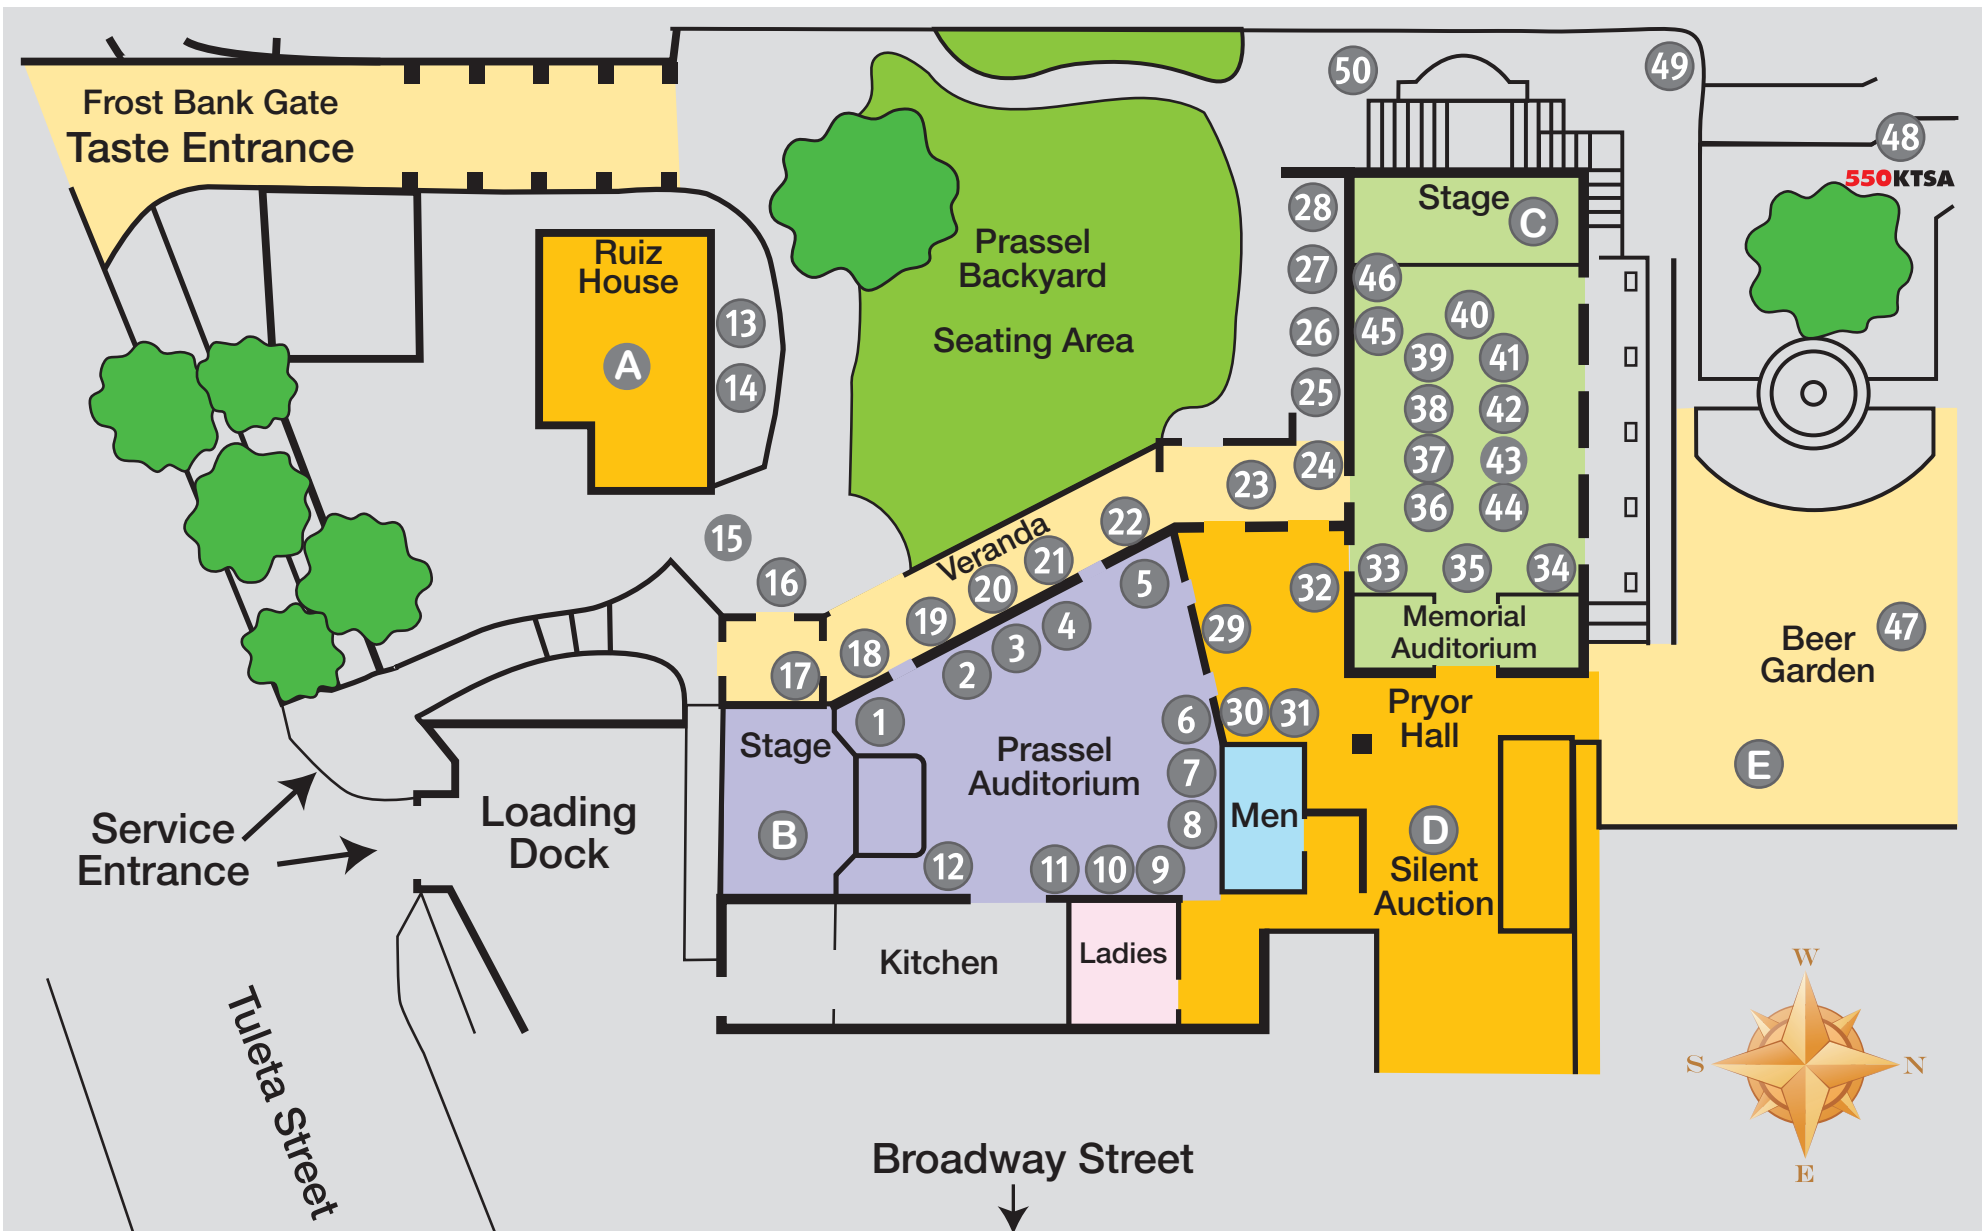 Frost Bank Gate
Taste Entrance
50
49
48
550KTSA
Ruiz
House
A
13
14
15
16
17
18
19
20
21
22
23
24
25
26
27
28
Prassel
Backyard
Seating Area
Veranda
Stage
C
46
45
40
39
41
38
42
37
43
36
44
33
35
34
Memorial
Auditorium
29
30
31
32
Pryor
Hall
Beer
Garden
47
E
Stage
B
Prassel
Auditorium
1
2
3
4
5
6
7
8
9
10
11
12
Men
D
Silent
Auction
Kitchen
Ladies
Loading
Dock
Service
Entrance
Tuleta Street
Broadway Street
W
S
N
E